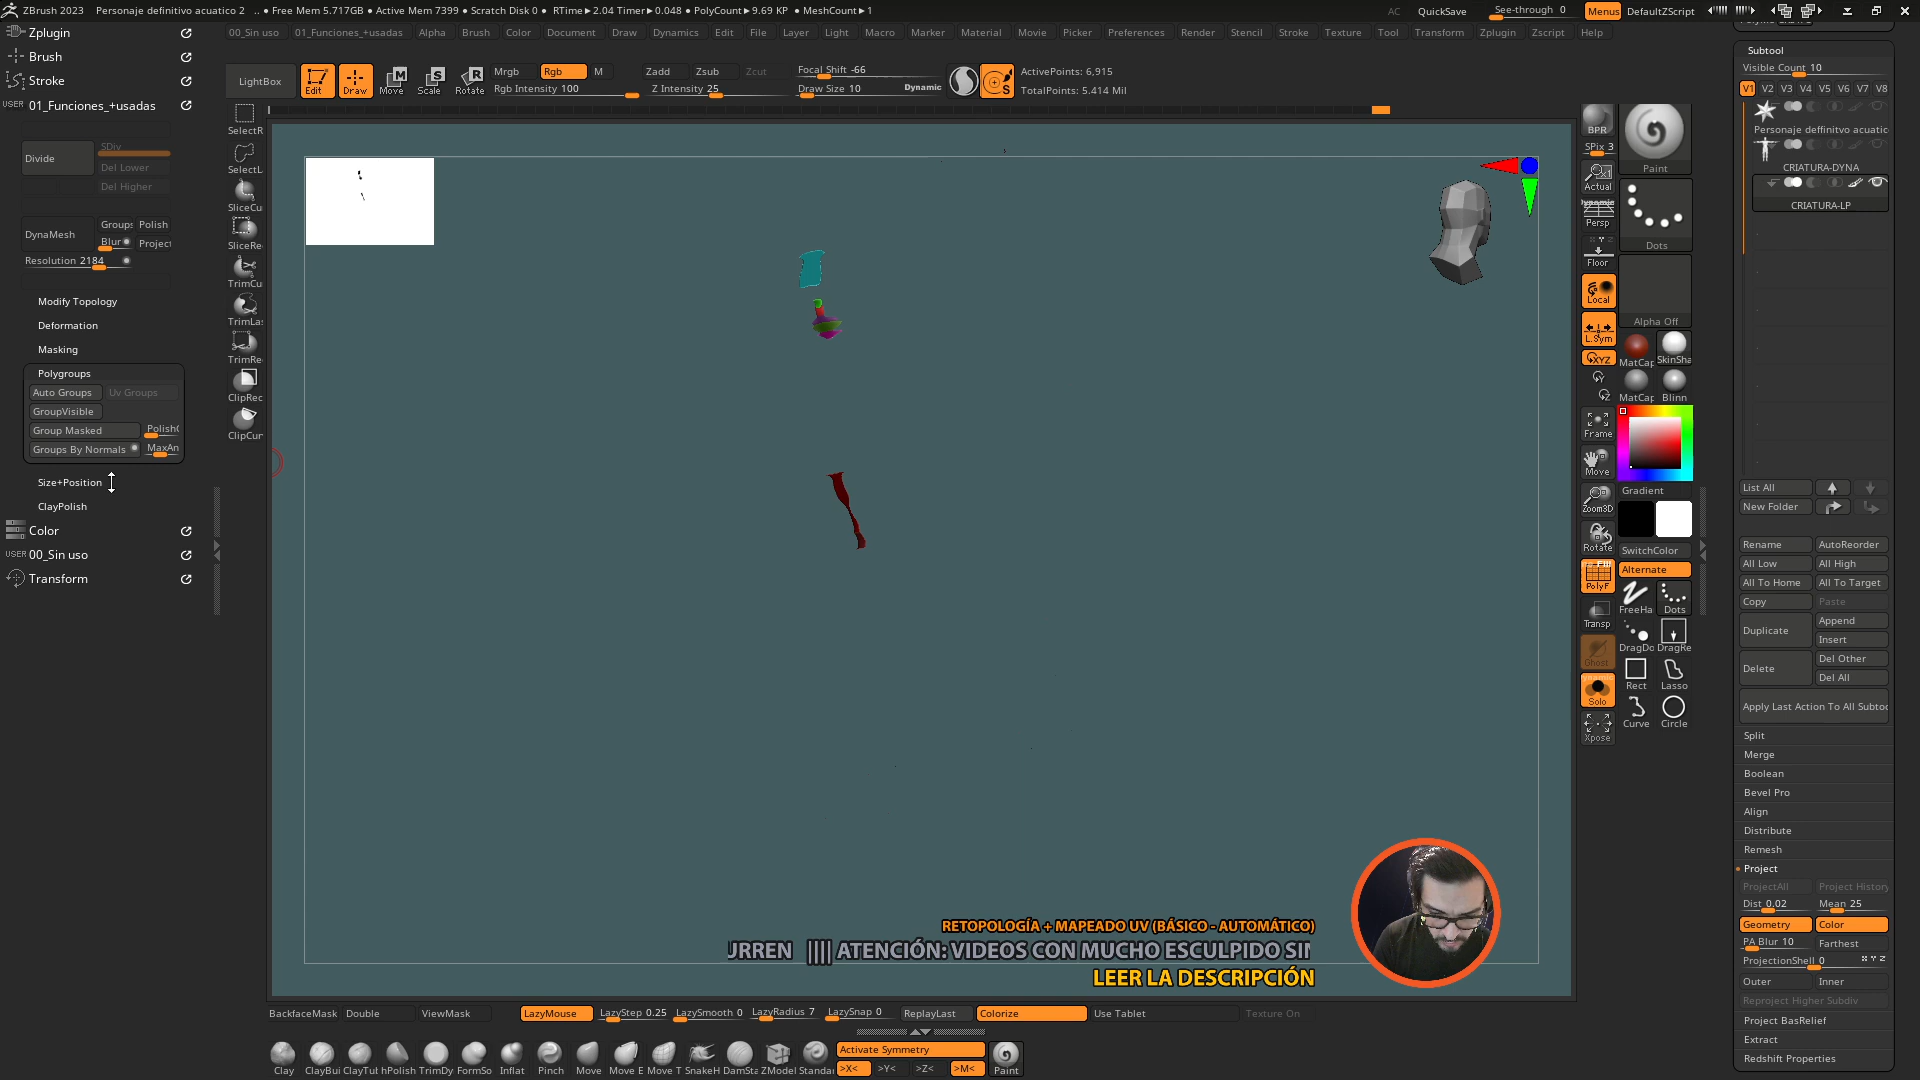 ZBrush 2023 Personaje definitivo acuatico 2 .. • Free Mem 5.717GB • Active Mem 7399 • Scratch Disk 0 • RTime▶2.04 Timer▶0.048 • PolyCount▶9.69 KP • MeshCount▶1
AC QuickSave See-through 0 Menus DefaultZScript
00_Sin uso 01_Funciones_+usadas Alpha Brush Color Document Draw Dynamics Edit File Layer Light Macro Marker Material Movie Picker Preferences Render Stencil Stroke Texture Tool Transform Zplugin Zscript Help
Zplugin
Brush
Stroke
USER 01_Funciones_+usadas
Divide
SDiv
Del Lower
Del Higher
DynaMesh
Groups Polish
Blur Project
Resolution 2184
Modify Topology
Deformation
Masking
Polygroups
Auto Groups Uv Groups
GroupVisible
Group Masked
Groups By Normals MaxAn
Size+Position
ClayPolish
Color
USER 00_Sin uso
Transform
LightBox
Edit
Draw
Move
Scale
Rotate
Mrgb Rgb M
Rgb Intensity 100
Zadd Zsub Zcut
Z Intensity 25
Focal Shift -66
Draw Size 10 Dynamic
ActivePoints: 6,915
TotalPoints: 5.414 Mil
SelectR
SelectL
SliceCu
SliceRe
TrimCu
TrimLa
TrimRe
ClipRec
ClipCur
BPR
SPix 3
Actual
Persp
Floor
Local
L.Sym
XYZ
Frame
Move
Zoom3D
Rotate
PolyF
Transp
Ghost
Solo
Xpose
Paint
Dots
Alpha Off
MatCap SkinSha
MatCap Blinn
Gradient
SwitchColor
Alternate
FreeHa Dots
DragDo DragRe
Rect Lasso
Curve Circle
Subtool
Visible Count 10
V1 V2 V3 V4 V5 V6 V7 V8
Personaje deffinitvo acuatic
CRIATURA-DYNA
CRIATURA-LP
List All
New Folder
Rename AutoReorder
All Low All High
All To Home All To Target
Copy Paste
Duplicate Append
Insert
Delete Del Other
Del All
Apply Last Action To All Subtoo
Split
Merge
Boolean
Bevel Pro
Align
Distribute
Remesh
Project
ProjectAll Project History
Dist 0.02 Mean 25
Geometry Color
PA Blur 10 Farthest
ProjectionShell 0 X Y Z
Outer Inner
Reproject Higher Subdiv
Project BasRelief
Extract
Redshift Properties
RETOPOLOGÍA + MAPEADO UV (BÁSICO - AUTOMÁTICO)
URREN |||| ATENCIÓN: VIDEOS CON MUCHO ESCULPIDO SIN
LEER LA DESCRIPCIÓN
BackfaceMask Double ViewMask LazyMouse LazyStep 0.25 LazySmooth 0 LazyRadius 7 LazySnap 0 ReplayLast Colorize Use Tablet Texture On
Clay ClayBui ClayTul hPolish TrimDy FormSo Inflat Pinch Move Move E Move T SnakeH DamSta ZModel Standa
Activate Symmetry
>X< >Y< >Z< >M<
Paint